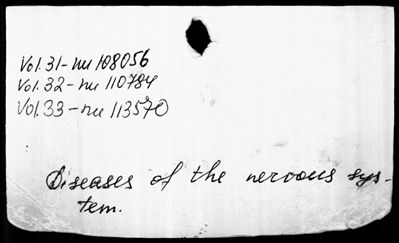 Vol. 31 - nu 108056
Vol. 32 - nu 110784
Vol. 33 - nu 113570
Diseases of the nervous sys-
tem.